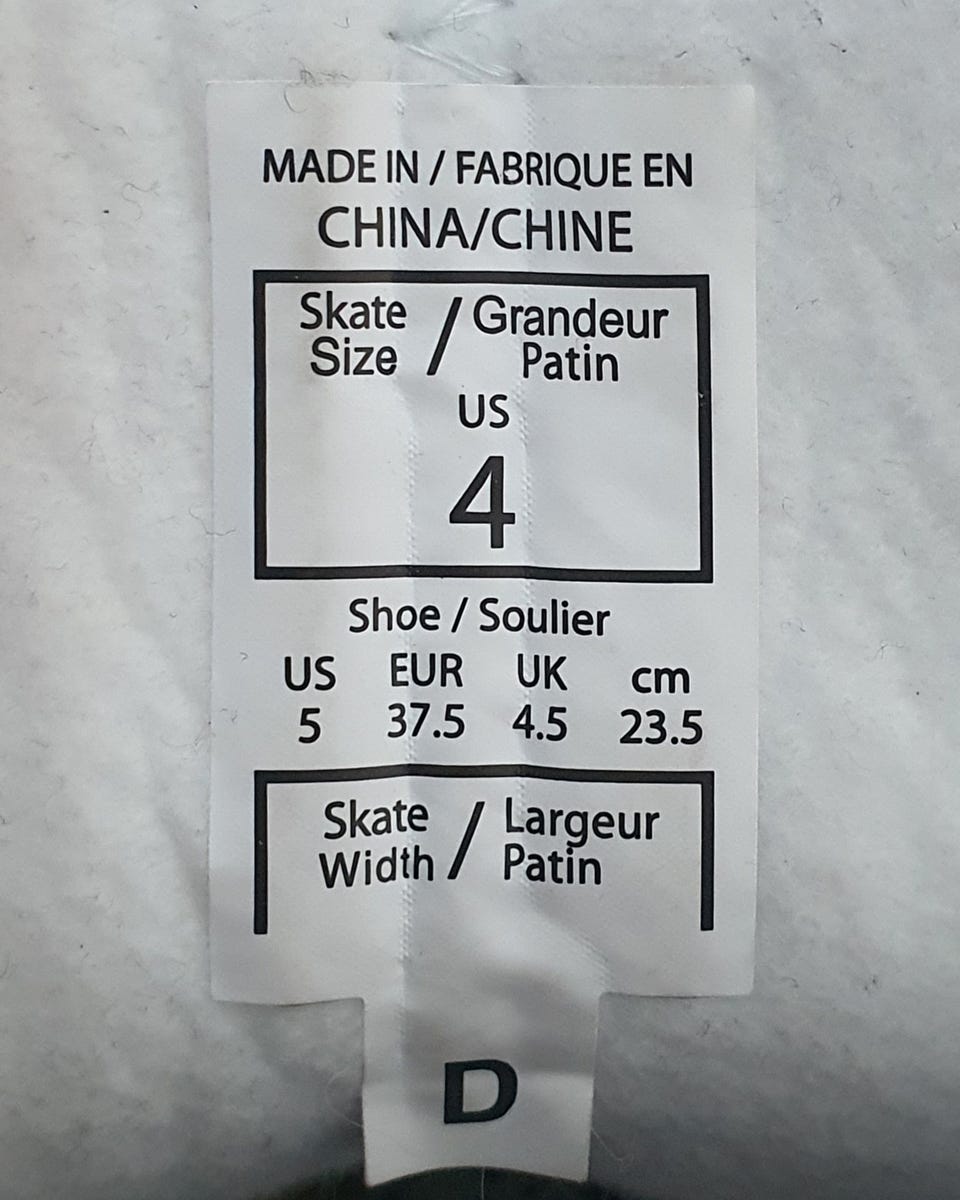 MADE IN / FABRIQUE EN
CHINA/CHINE
Skate / Grandeur
Size Patin
US
4
Shoe / Soulier
US EUR UK cm
5 37.5 4.5 23.5
Skate / Largeur
Width Patin
D